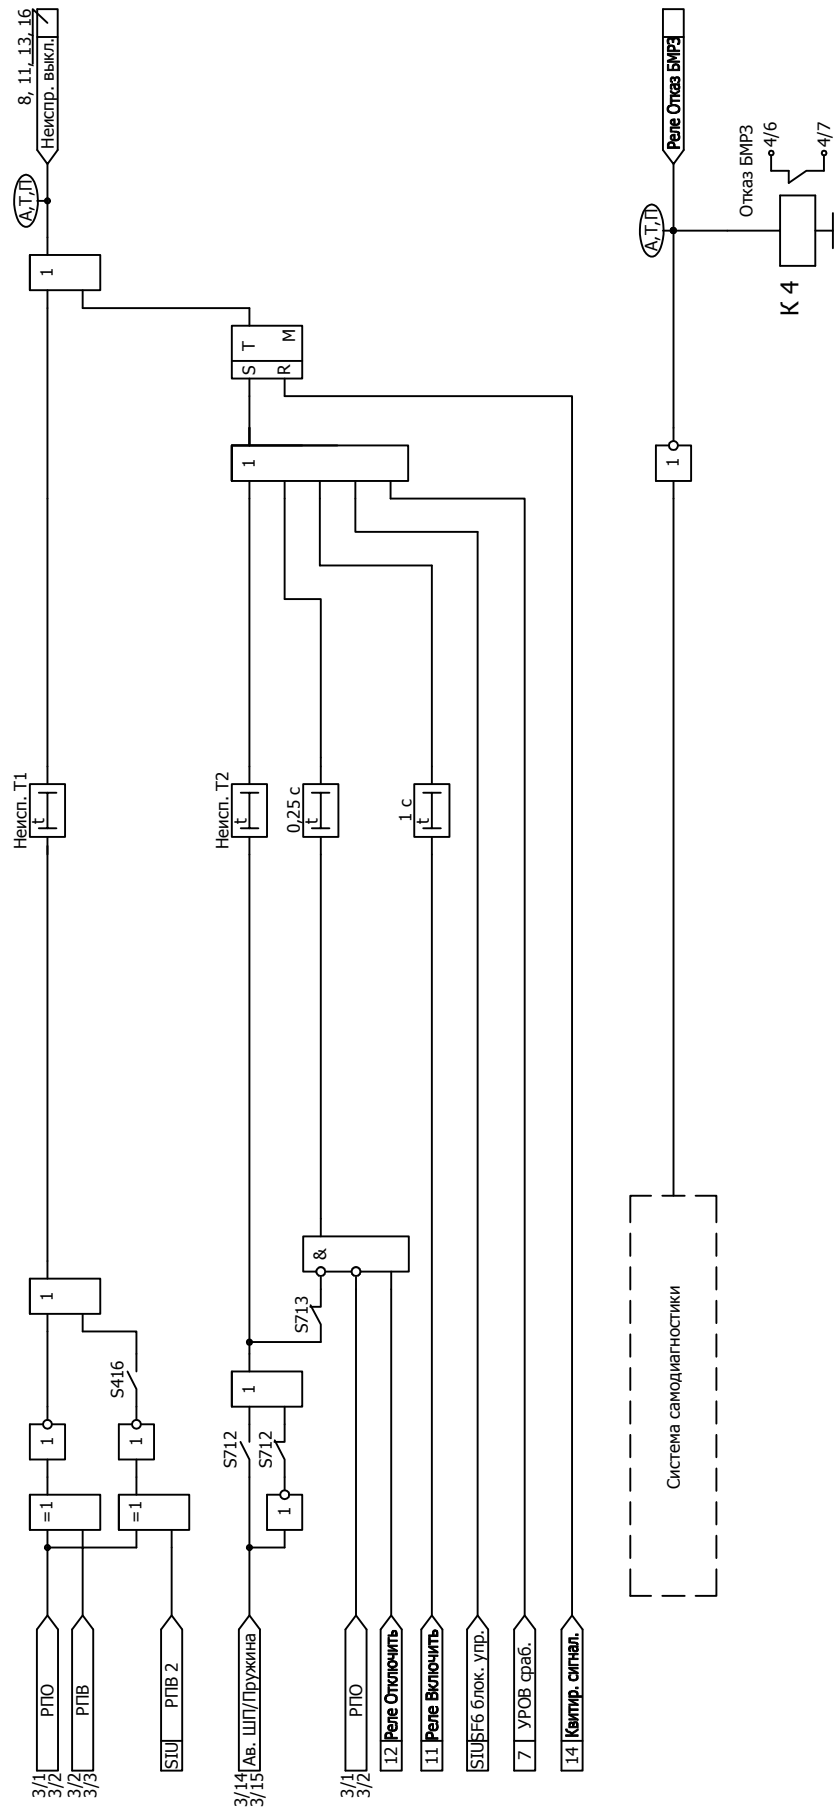 8, 11, 13, 16
Неиспр. выкл.
А,Т,П
1
Неисп. Т1
t
1
S416
1
1
=1
=1
3/1
3/2
РПО
3/2
3/3
РПВ
SIU
РПВ 2
S T
R M
1
Неисп. Т2
t
0,25 с
t
1 с
t
&
S713
1
S712
S712
1
3/14
3/15
Ав. ШП/Пружина
3/1
3/2
РПО
12 Реле Отключить
11 Реле Включить
SIU SF6 блок. упр.
7 УРОВ сраб.
14 Квитир. сигнал.
Реле Отказ БМРЗ
А,Т,П
Отказ БМРЗ
4/6
4/7
К 4
1
Система самодиагностики